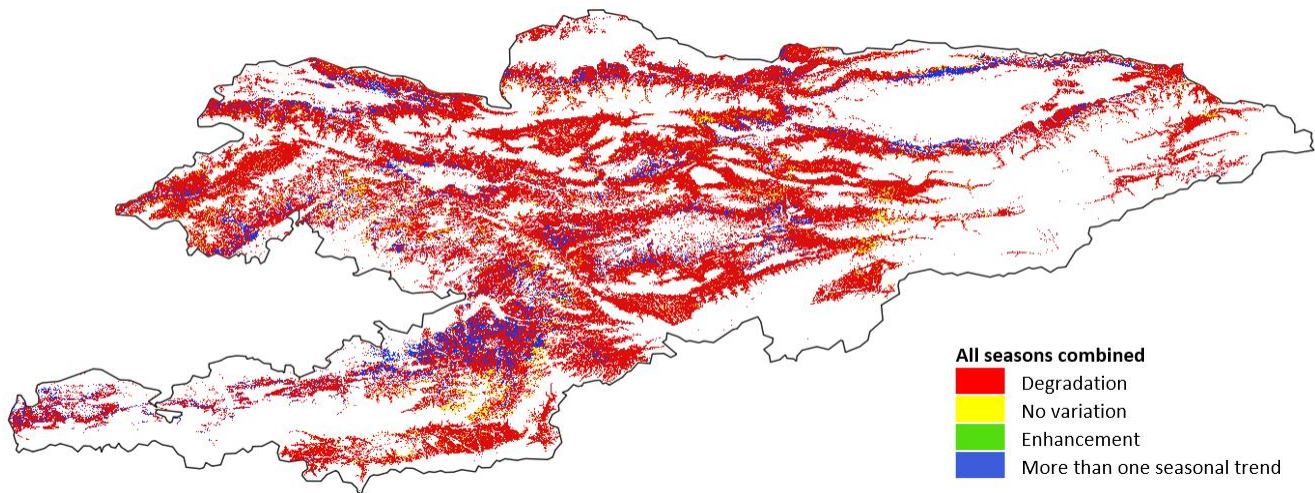 All seasons combined
Degradation
No variation
Enhancement
More than one seasonal trend